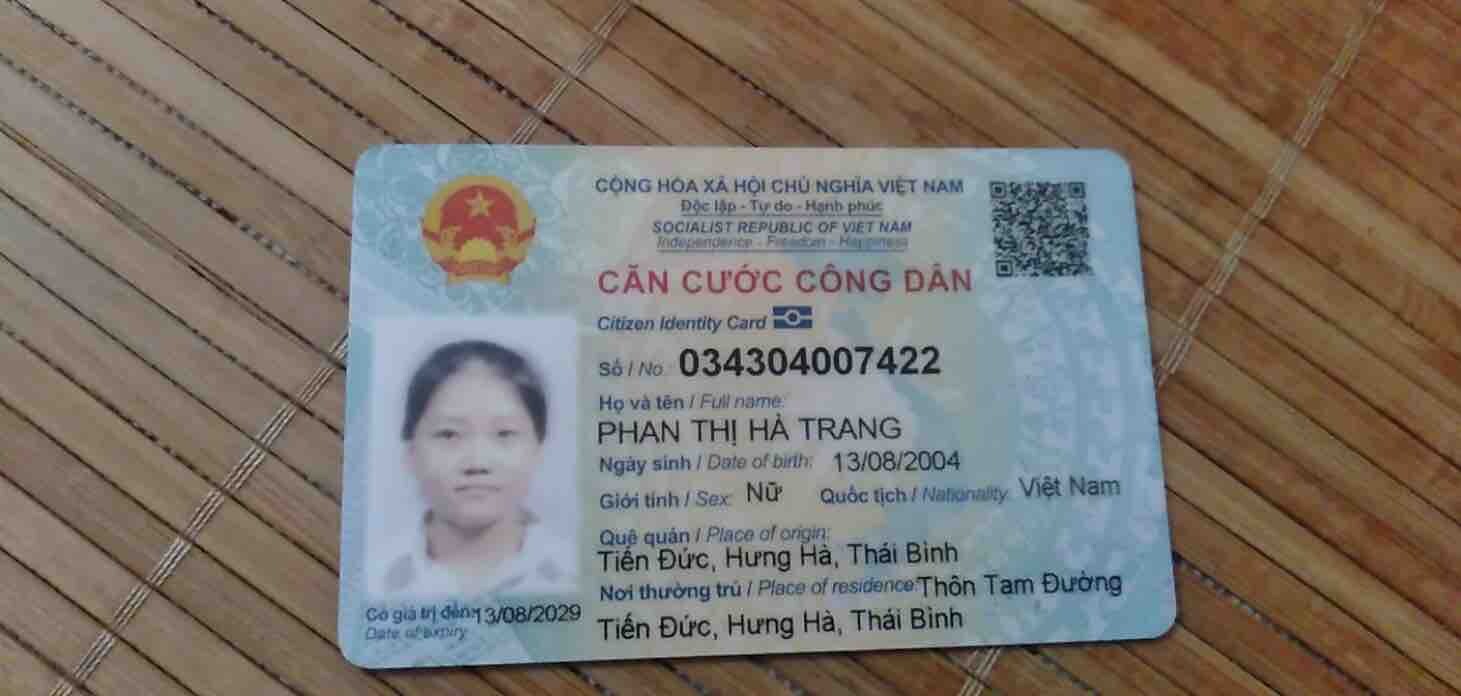 CỘNG HÒA XÃ HỘI CHỦ NGHĨA VIỆT NAM
Độc lập - Tự do - Hạnh phúc
SOCIALIST REPUBLIC OF VIET NAM
Independence - Freedom - Happiness
CĂN CƯỚC CÔNG DÂN
Citizen Identity Card
Số / No.: 034304007422
Họ và tên / Full name:
PHAN THỊ HÀ TRANG
Ngày sinh / Date of birth: 13/08/2004
Giới tính / Sex: Nữ Quốc tịch / Nationality: Việt Nam
Quê quán / Place of origin:
Tiến Đức, Hưng Hà, Thái Bình
Nơi thường trú / Place of residence: Thôn Tam Đường
Tiến Đức, Hưng Hà, Thái Bình
Có giá trị đến: 13/08/2029
Date of expiry